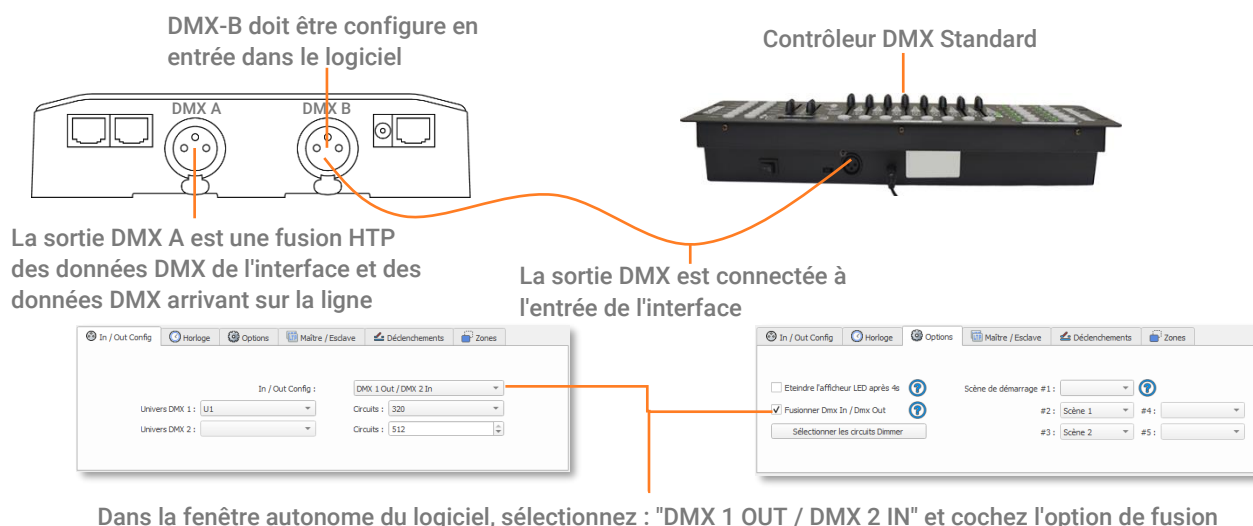 DMX-B doit être configure en
entrée dans le logiciel
Contrôleur DMX Standard
DMX A
DMX B
La sortie DMX A est une fusion HTP
des données DMX de l'interface et des
données DMX arrivant sur la ligne
La sortie DMX est connectée à
l'entrée de l'interface
In / Out Config Horloge Options Maître / Esclave Déclenchements Zones
In / Out Config : DMX 1 Out / DMX 2 In
Univers DMX 1 : U1 Circuits : 320
Univers DMX 2 : Circuits : 512
In / Out Config Horloge Options Maître / Esclave Déclenchements Zones
Eteindre l'afficheur LED après 4s ? Scène de démarrage #1 : ?
Fusionner Dmx In / Dmx Out ? #2 : Scène 1 #4 :
Sélectionner les circuits Dimmer #3 : Scène 2 #5 :
Dans la fenêtre autonome du logiciel, sélectionnez : "DMX 1 OUT / DMX 2 IN" et cochez l'option de fusion